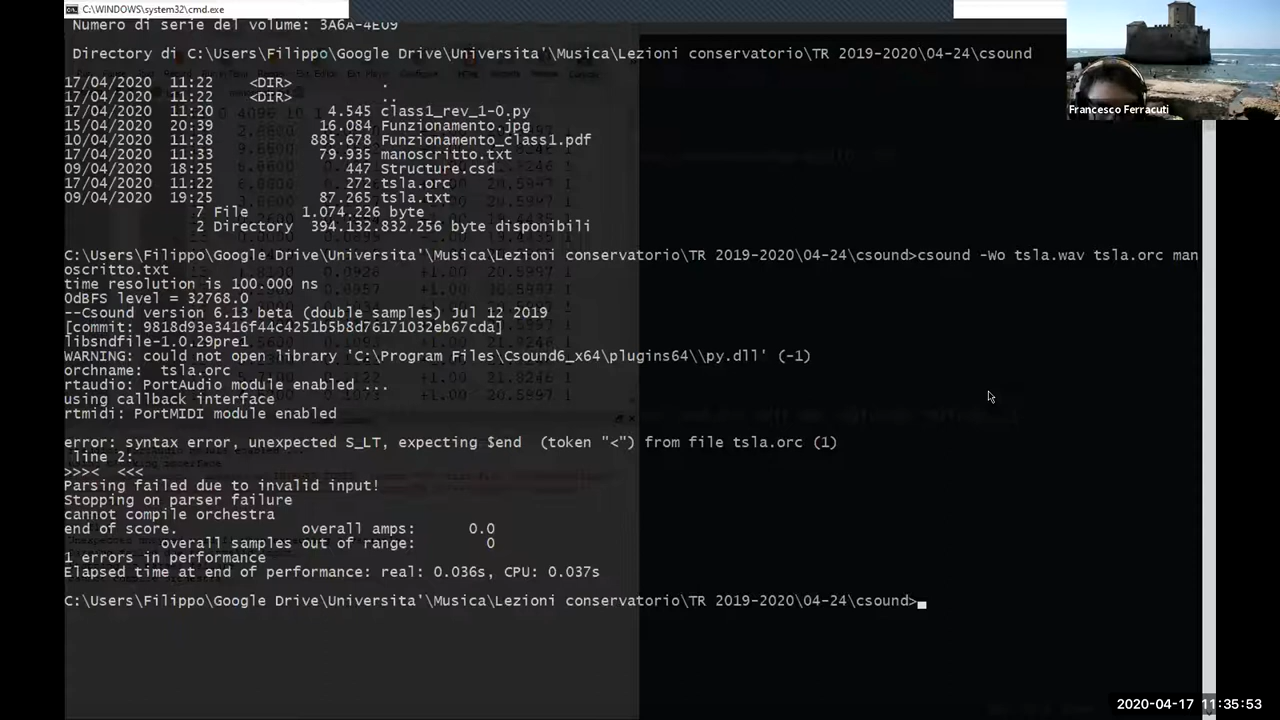 C:\WINDOWS\system32\cmd.exe
Numero di serie del volume: 3A6A-4E09
Directory di C:\Users\Filippo\Google Drive\Universita'\Musica\Lezioni conservatorio\TR 2019-2020\04-24\csound
17/04/2020  11:22    <DIR>          .
17/04/2020  11:22    <DIR>          ..
17/04/2020  11:20             4.545 class1_rev_1-0.py
15/04/2020  20:39            16.084 Funzionamento.jpg
10/04/2020  11:28           885.678 Funzionamento_class1.pdf
17/04/2020  11:33            79.935 manoscritto.txt
09/04/2020  18:25               447 Structure.csd
17/04/2020  11:22               272 tsla.orc
09/04/2020  19:25            87.265 tsla.txt
7 File      1.074.226 byte
2 Directory  394.132.832.256 byte disponibili
C:\Users\Filippo\Google Drive\Universita'\Musica\Lezioni conservatorio\TR 2019-2020\04-24\csound>csound -Wo tsla.wav tsla.orc man
oscritto.txt
time resolution is 100.000 ns
0dBFS level = 32768.0
--Csound version 6.13 beta (double samples) Jul 12 2019
[commit: 9818d93e3416f44c4251b5b8d76171032eb67cda]
libsndfile-1.0.29pre1
WARNING: could not open library 'C:\Program Files\Csound6_x64\plugins64\\py.dll' (-1)
orchname:  tsla.orc
rtaudio: PortAudio module enabled ...
using callback interface
rtmidi: PortMIDI module enabled
error: syntax error, unexpected S_LT, expecting $end  (token "<") from file tsla.orc (1)
line 2:
>>><  <<<
Parsing failed due to invalid input!
Stopping on parser failure
cannot compile orchestra
end of score.              overall amps:      0.0
overall samples out of range:        0
1 errors in performance
Elapsed time at end of performance: real: 0.036s, CPU: 0.037s
C:\Users\Filippo\Google Drive\Universita'\Musica\Lezioni conservatorio\TR 2019-2020\04-24\csound>
Francesco Ferracuti
2020-04-17 11:35:53